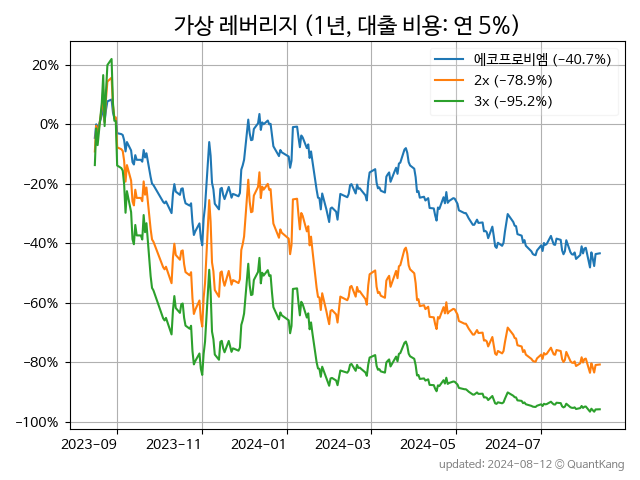 가상 레버리지 (1년, 대출 비용: 연 5%)
에코프로비엠 (−40.7%)
2x (−78.9%)
3x (−95.2%)
20%
0%
−20%
−40%
−60%
−80%
−100%
2023-09 2023-11 2024-01 2024-03 2024-05 2024-07
updated: 2024-08-12 © QuantKang